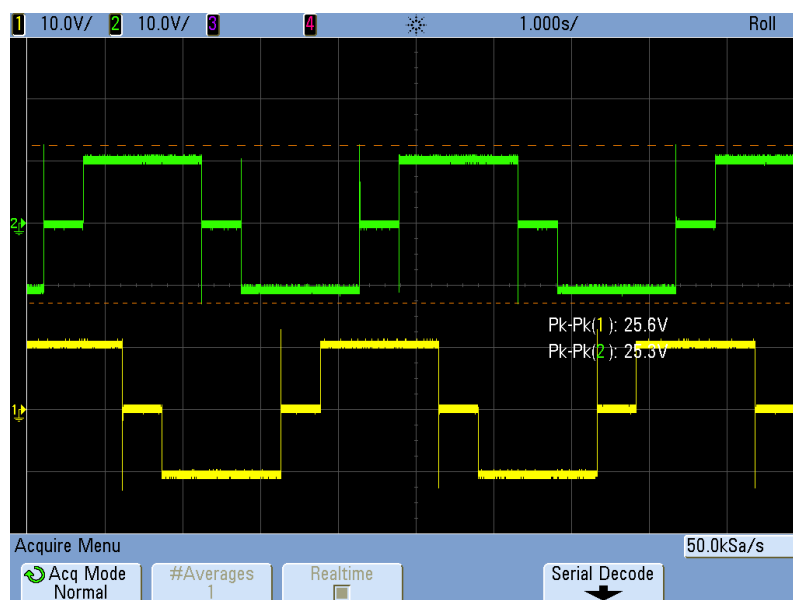 1 10.0V/ 2 10.0V/ 3 4 1.000s/ Roll
2
Pk-Pk(1): 25.6V
Pk-Pk(2): 25.3V
1
Acquire Menu 50.0kSa/s
Acq Mode #Averages Realtime Serial Decode
Normal 1